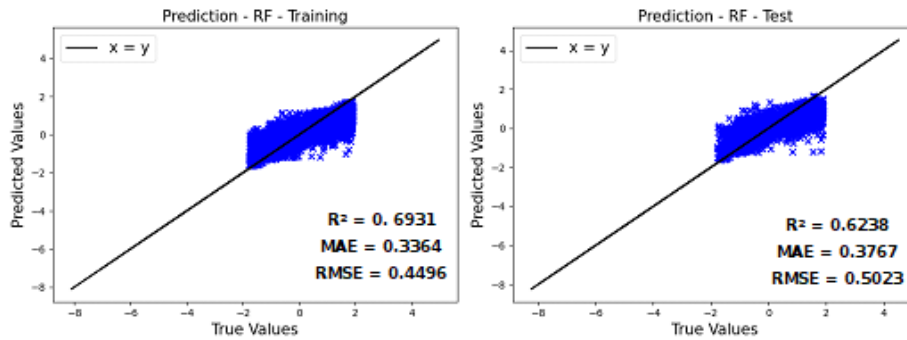 Prediction - RF - Training
x = y
4
2
0
−2
−4
−6
−8
Predicted Values
R² = 0. 6931
MAE = 0.3364
RMSE = 0.4496
−8 −6 −4 −2 0 2 4
True Values
Prediction - RF - Test
x = y
4
2
0
−2
−4
−6
−8
Predicted Values
R² = 0.6238
MAE = 0.3767
RMSE = 0.5023
−8 −6 −4 −2 0 2 4
True Values